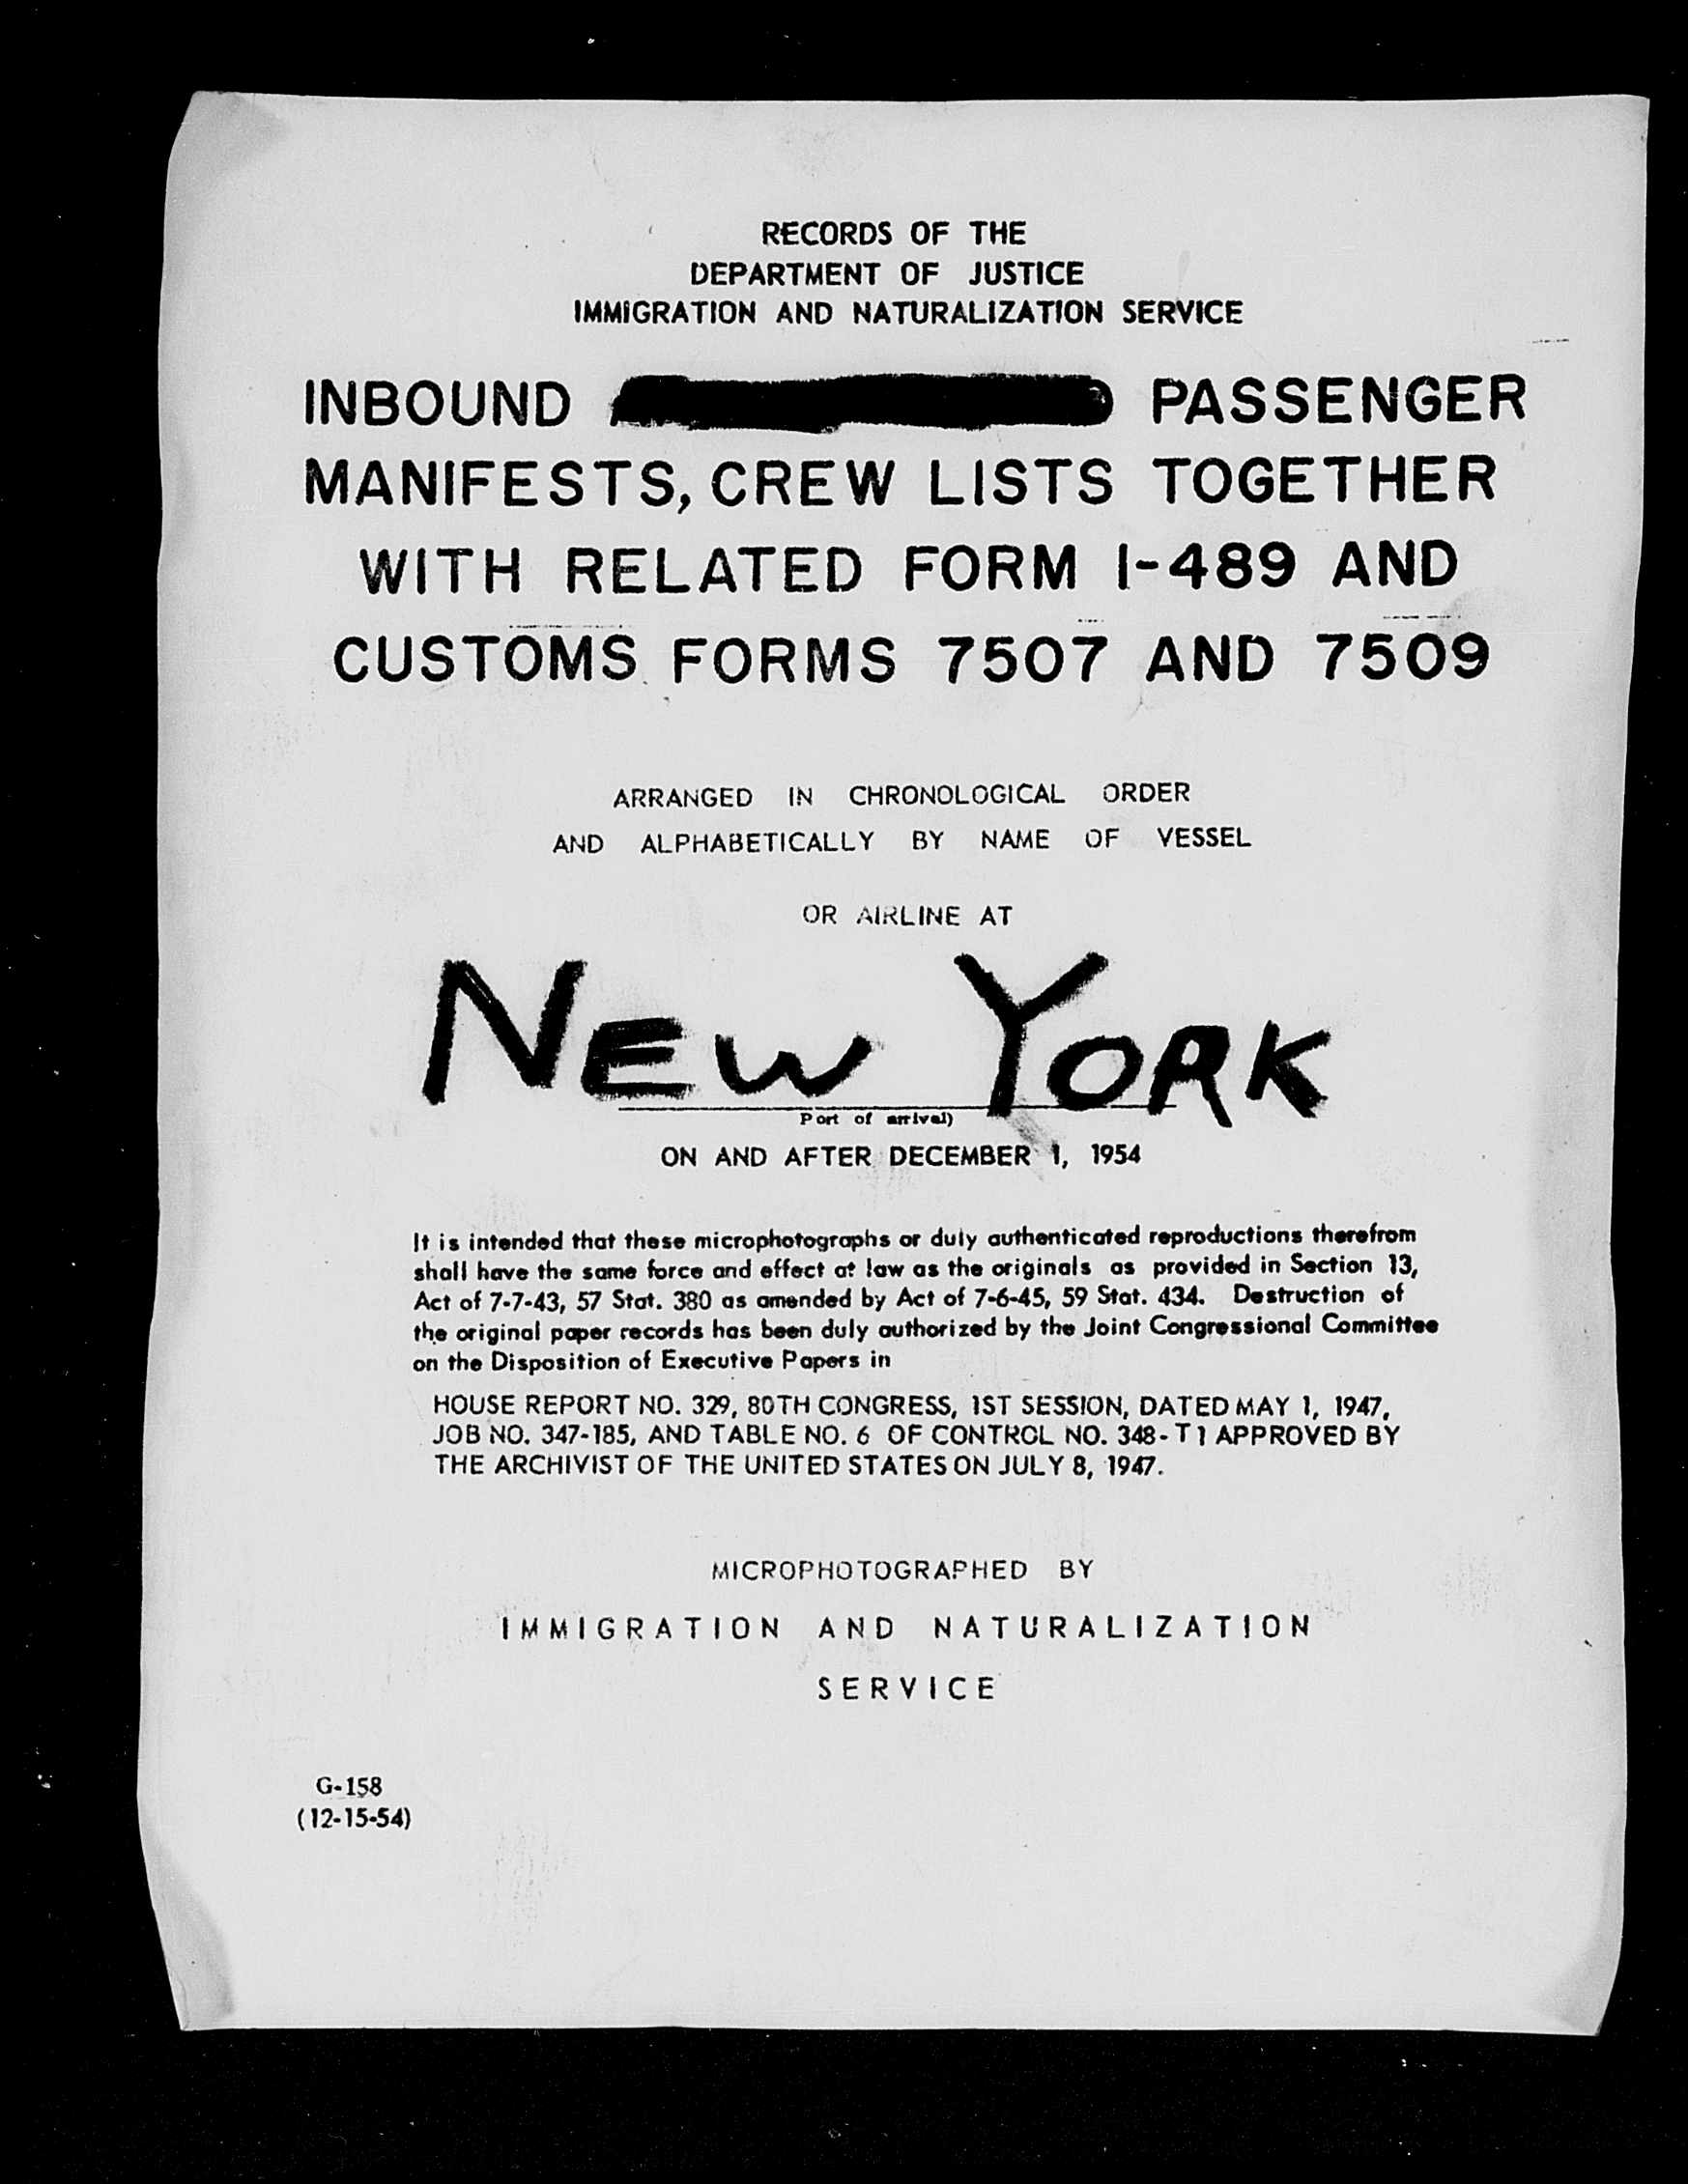 RECORDS OF THE
DEPARTMENT OF JUSTICE
IMMIGRATION AND NATURALIZATION SERVICE
INBOUND PASSENGER
MANIFESTS, CREW LISTS TOGETHER
WITH RELATED FORM I-489 AND
CUSTOMS FORMS 7507 AND 7509
ARRANGED IN CHRONOLOGICAL ORDER
AND ALPHABETICALLY BY NAME OF VESSEL
OR AIRLINE AT
NEW YORK
Port of arrival)
ON AND AFTER DECEMBER 1, 1954
It is intended that these microphotographs or duly authenticated reproductions therefrom
shall have the same force and effect at law as the originals as provided in Section 13,
Act of 7-7-43, 57 Stat. 380 as amended by Act of 7-6-45, 59 Stat. 434. Destruction of
the original paper records has been duly authorized by the Joint Congressional Committee
on the Disposition of Executive Papers in
HOUSE REPORT NO. 329, 80TH CONGRESS, 1ST SESSION, DATED MAY 1, 1947,
JOB NO. 347-185, AND TABLE NO. 6 OF CONTROL NO. 348-T1 APPROVED BY
THE ARCHIVIST OF THE UNITED STATES ON JULY 8, 1947.
MICROPHOTOGRAPHED BY
IMMIGRATION AND NATURALIZATION
SERVICE
G-158
(12-15-54)